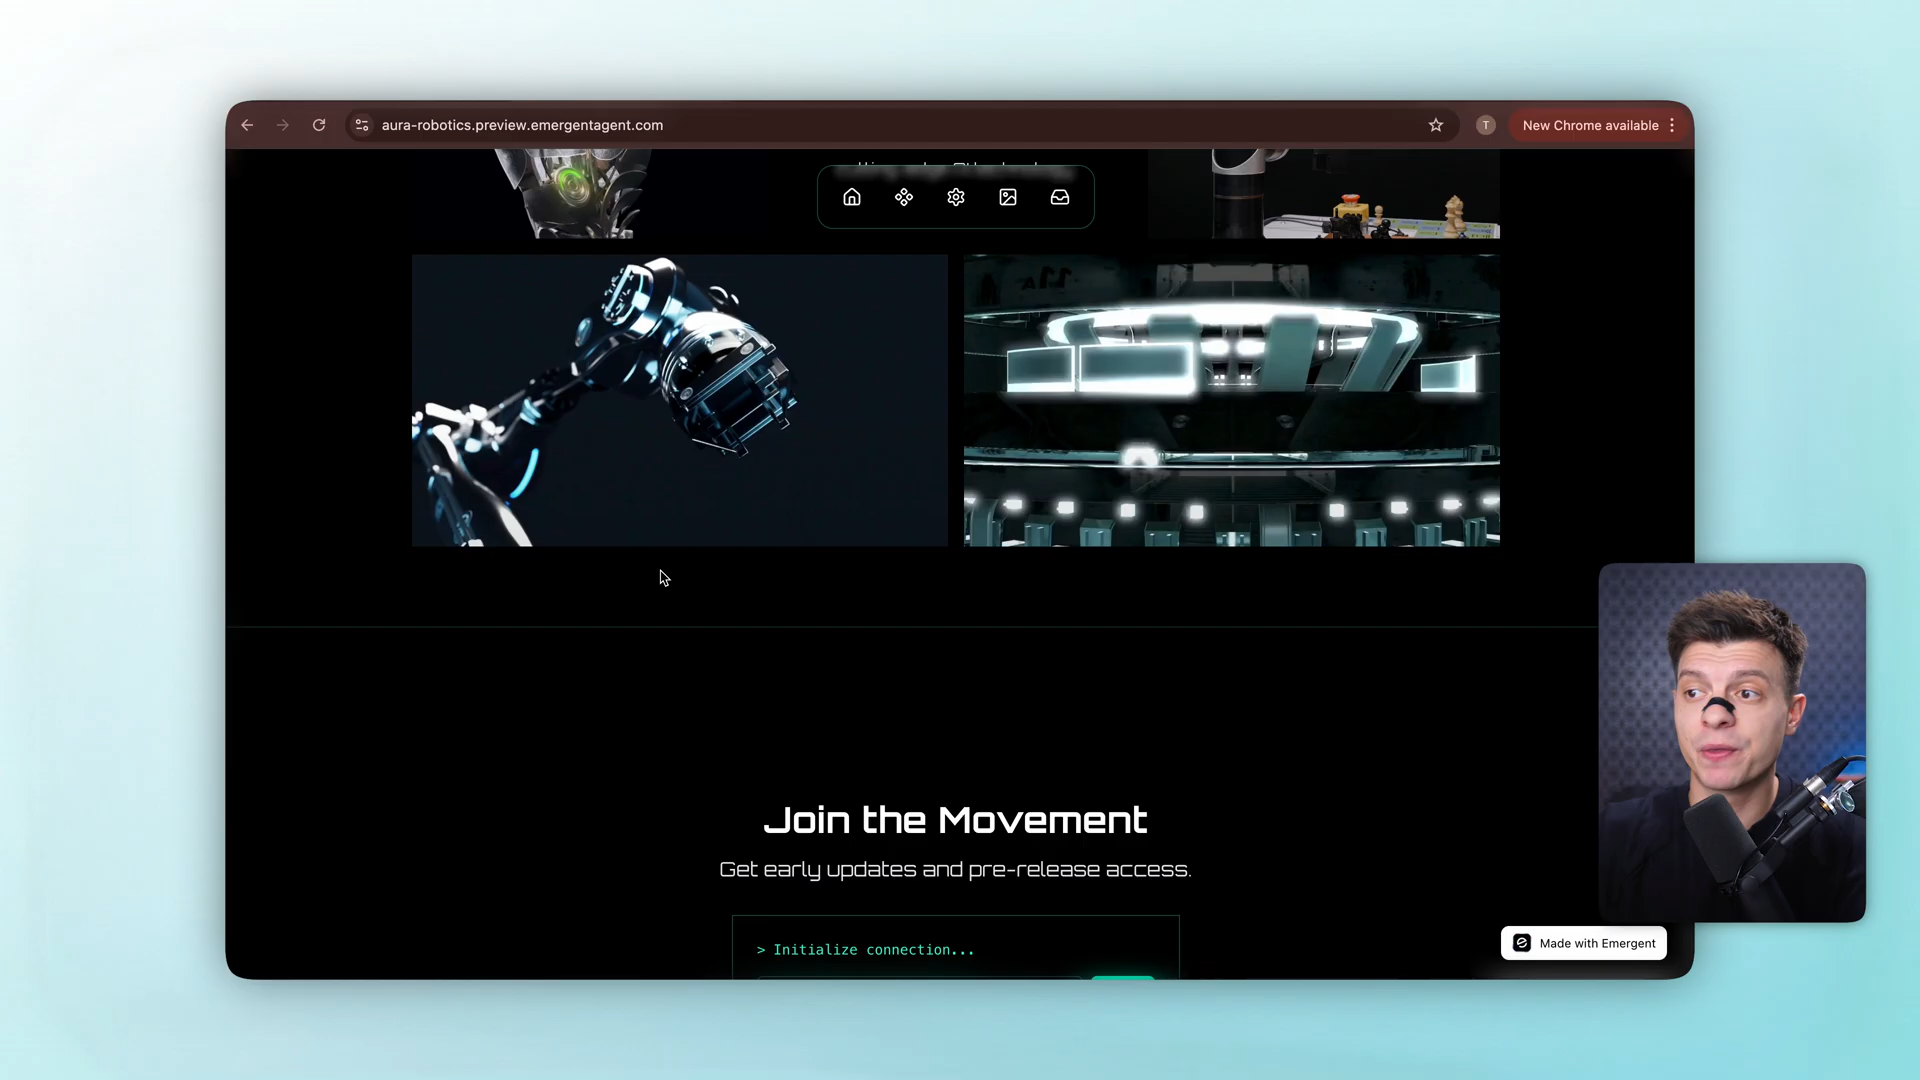 aura-robotics.preview.emergentagent.com
T
New Chrome available
Join the Movement
Get early updates and pre-release access.
> Initialize connection...
Made with Emergent